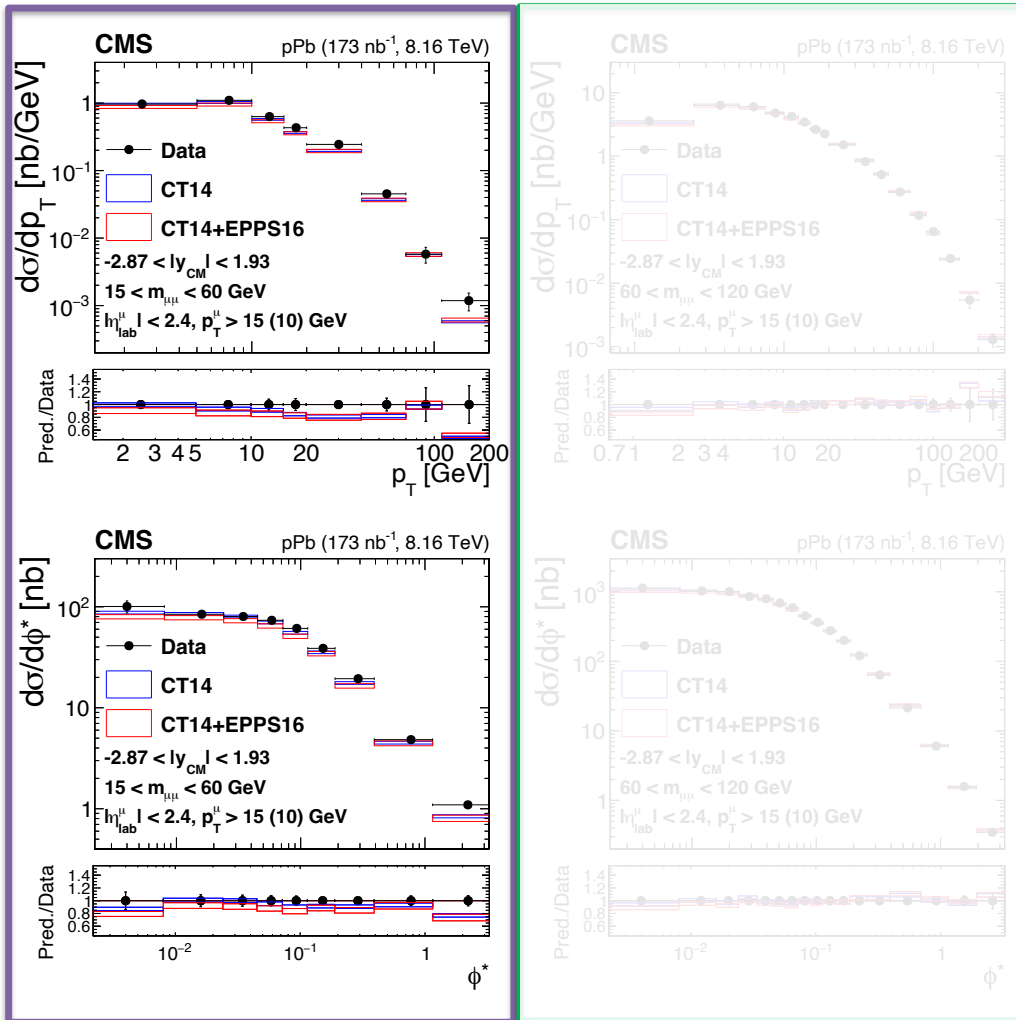 CMS pPb (173 nb⁻¹, 8.16 TeV)
dσ/dp_T [nb/GeV]
1
10⁻¹
10⁻²
10⁻³
Data
CT14
CT14+EPPS16
-2.87 < |y_CM| < 1.93
15 < m_μμ < 60 GeV
|η^μ_lab| < 2.4, p^μ_T > 15 (10) GeV
Pred./Data
1.4
1.2
1.0
0.8
0.6
2 3 4 5 10 20 30 100 200
p_T [GeV]
CMS pPb (173 nb⁻¹, 8.16 TeV)
dσ/dp_T [nb/GeV]
10
1
10⁻¹
10⁻²
10⁻³
Data
CT14
CT14+EPPS16
-2.87 < |y_CM| < 1.93
60 < m_μμ < 120 GeV
|η^μ_lab| < 2.4, p^μ_T > 15 (10) GeV
Pred./Data
1.4
1.2
1.0
0.8
0.6
0.7 1 2 3 4 10 20 100 200
p_T [GeV]
CMS pPb (173 nb⁻¹, 8.16 TeV)
dσ/dϕ* [nb]
10²
10
1
Data
CT14
CT14+EPPS16
-2.87 < |y_CM| < 1.93
15 < m_μμ < 60 GeV
|η^μ_lab| < 2.4, p^μ_T > 15 (10) GeV
Pred./Data
1.4
1.2
1.0
0.8
0.6
10⁻² 10⁻¹ 1
ϕ*
CMS pPb (173 nb⁻¹, 8.16 TeV)
dσ/dϕ* [nb]
10³
10²
10
1
Data
CT14
CT14+EPPS16
-2.87 < |y_CM| < 1.93
60 < m_μμ < 120 GeV
|η^μ_lab| < 2.4, p^μ_T > 15 (10) GeV
Pred./Data
1.4
1.2
1.0
0.8
0.6
10⁻² 10⁻¹ 1
ϕ*